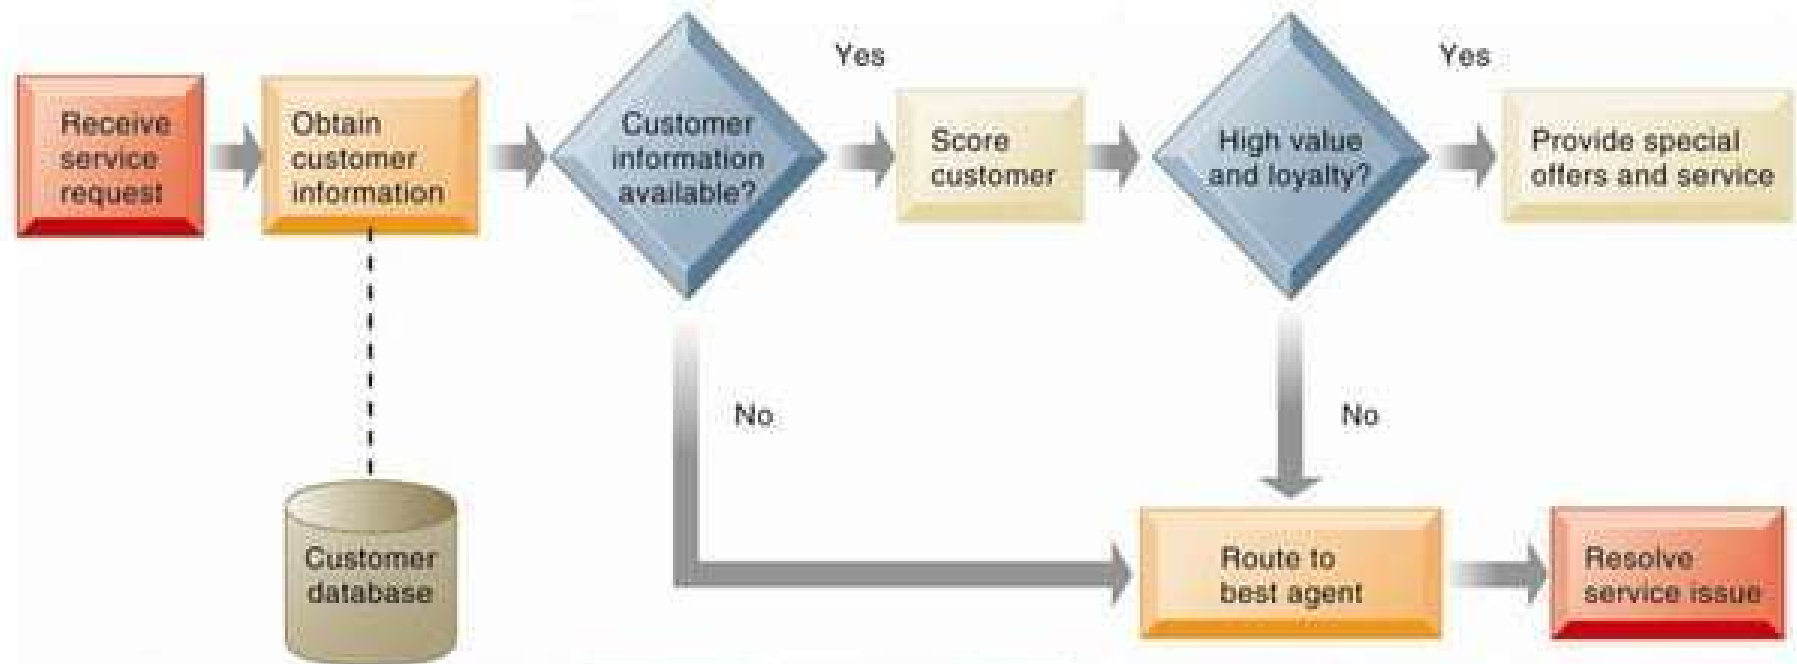 Receive
service
request
Obtain
customer
information
Customer
information
available?
Yes
Score
customer
High value
and loyalty?
Yes
Provide special
offers and service
No
No
Customer
database
Route to
best agent
Resolve
service issue